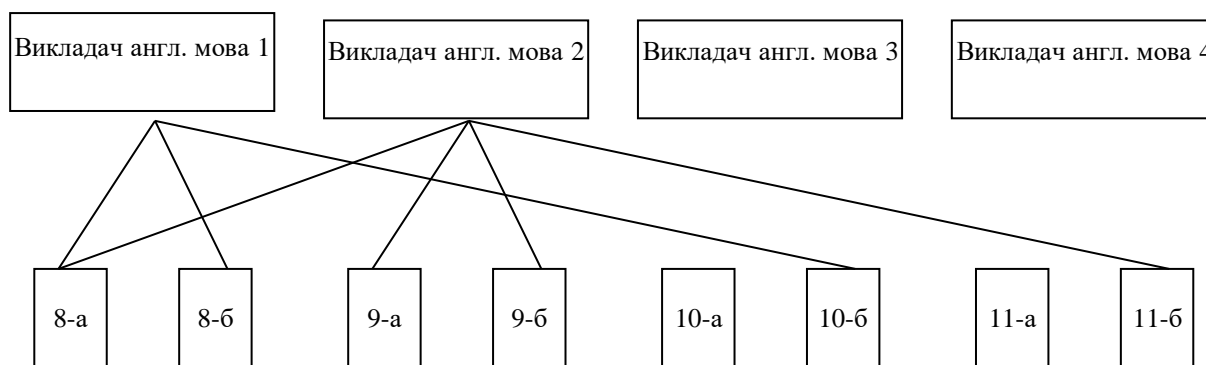 Викладач англ. мова 1
Викладач англ. мова 2
Викладач англ. мова 3
Викладач англ. мова 4
8-а
8-б
9-а
9-б
10-а
10-б
11-а
11-б